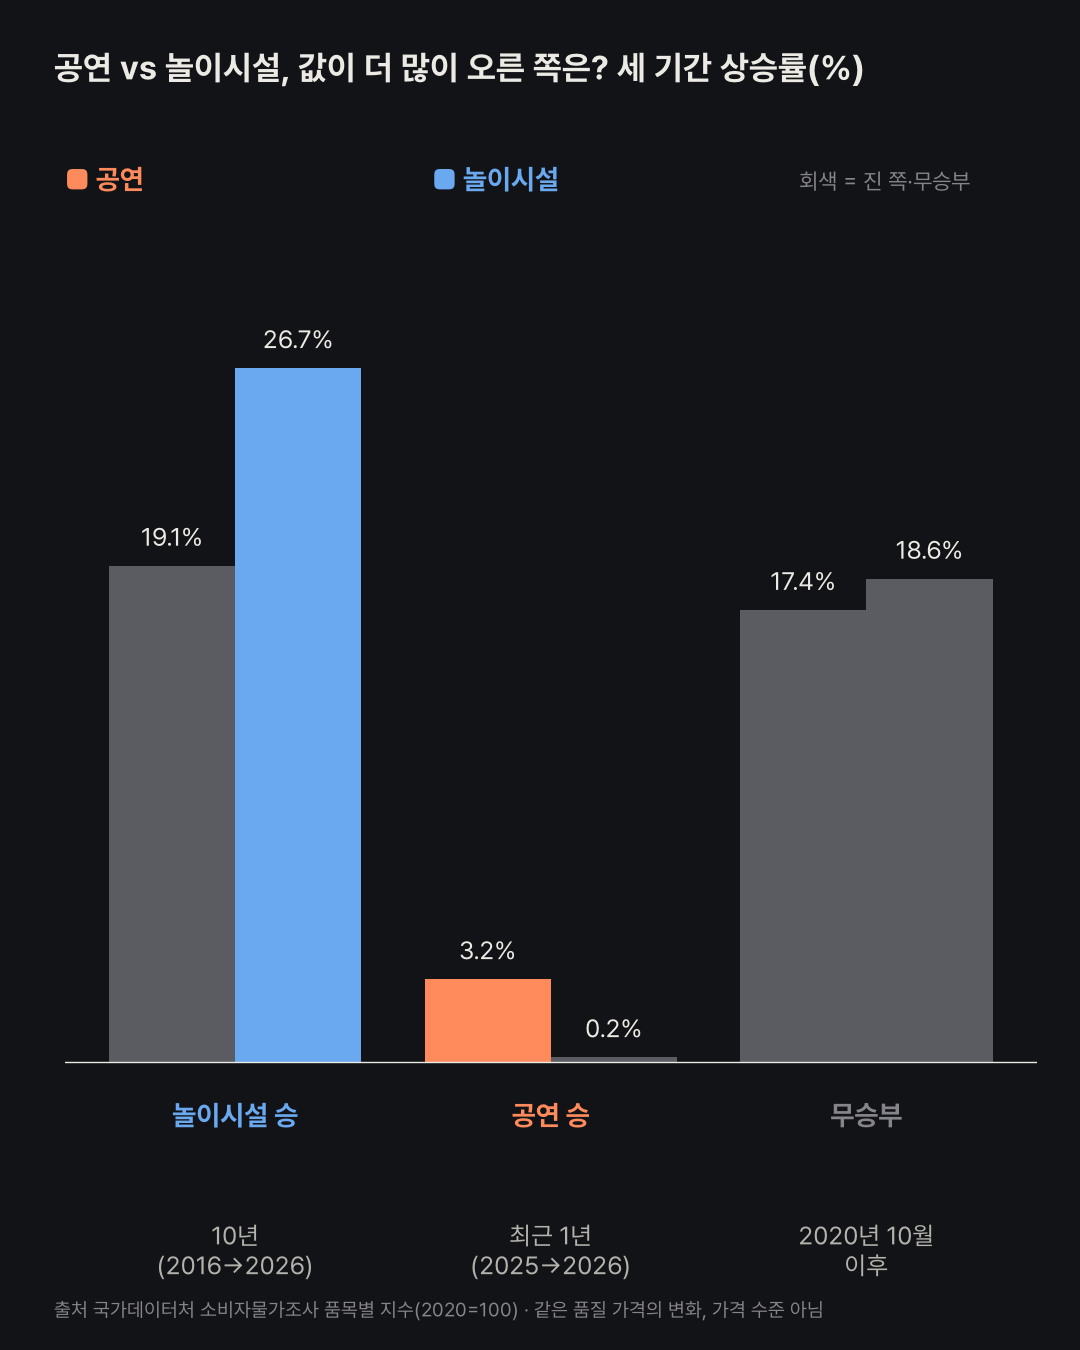 공연 vs 놀이시설, 값이 더 많이 오른 쪽은? 세 기간 상승률(%)
공연
놀이시설
회색 = 진 쪽·무승부
26.7%
19.1%
3.2%
0.2%
17.4%
18.6%
놀이시설 승
공연 승
무승부
10년
(2016→2026)
최근 1년
(2025→2026)
2020년 10월
이후
출처 국가데이터처 소비자물가조사 품목별 지수(2020=100) · 같은 품질 가격의 변화, 가격 수준 아님